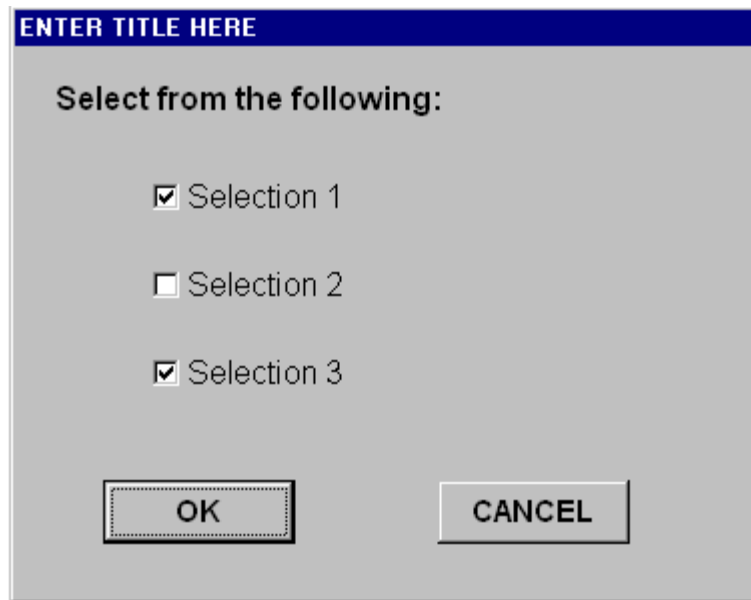 ENTER TITLE HERE
Select from the following:
Selection 1
Selection 2
Selection 3
OK CANCEL